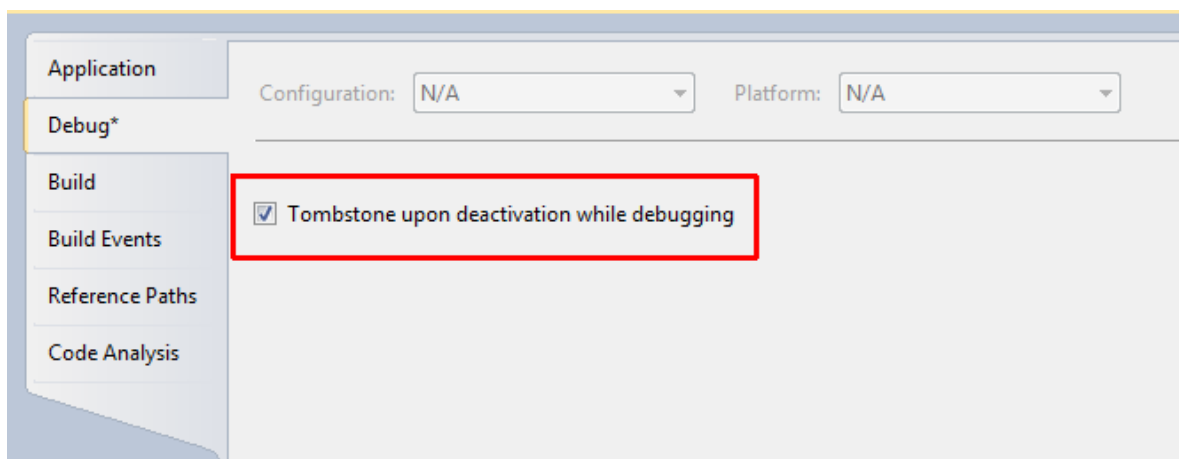 Application
Debug*
Build
Build Events
Reference Paths
Code Analysis
Configuration: N/A Platform: N/A
Tombstone upon deactivation while debugging